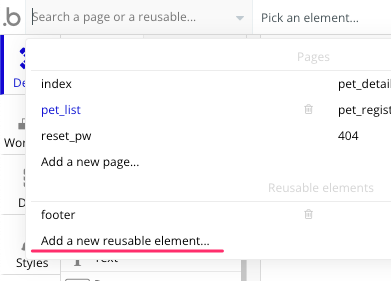 .b Search a page or a reusable... Pick an element...
Pages
index pet_detai
De
pet_list pet_regist
reset_pw 404
Wor
Add a new page...
Reusable elements
D
footer
Add a new reusable element...
Styles Text